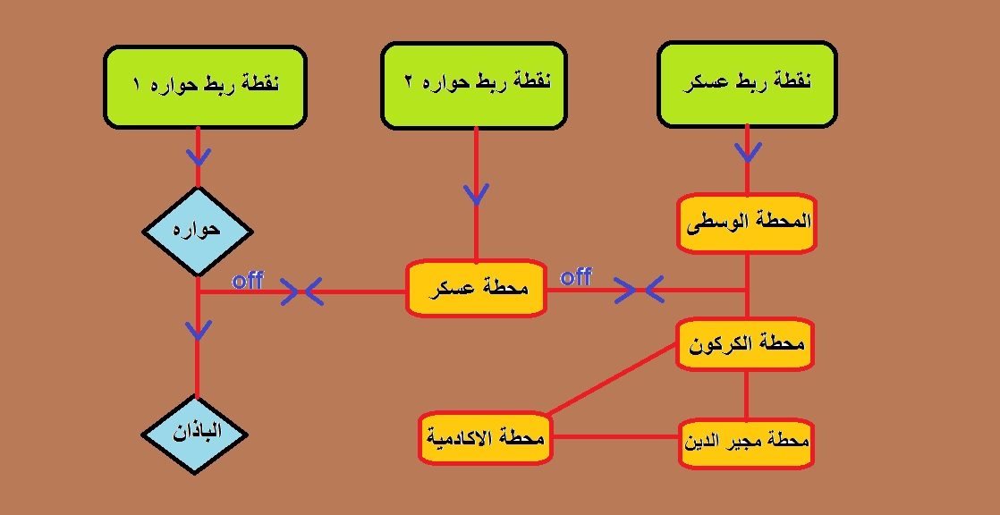 نقطة ربط عسكر
نقطة ربط حواره ٢
نقطة ربط حواره ١
المحطة الوسطى
حواره
off
off
محطة عسكر
محطة الكركون
الباذان
محطة مجير الدين
محطة الاكادمية